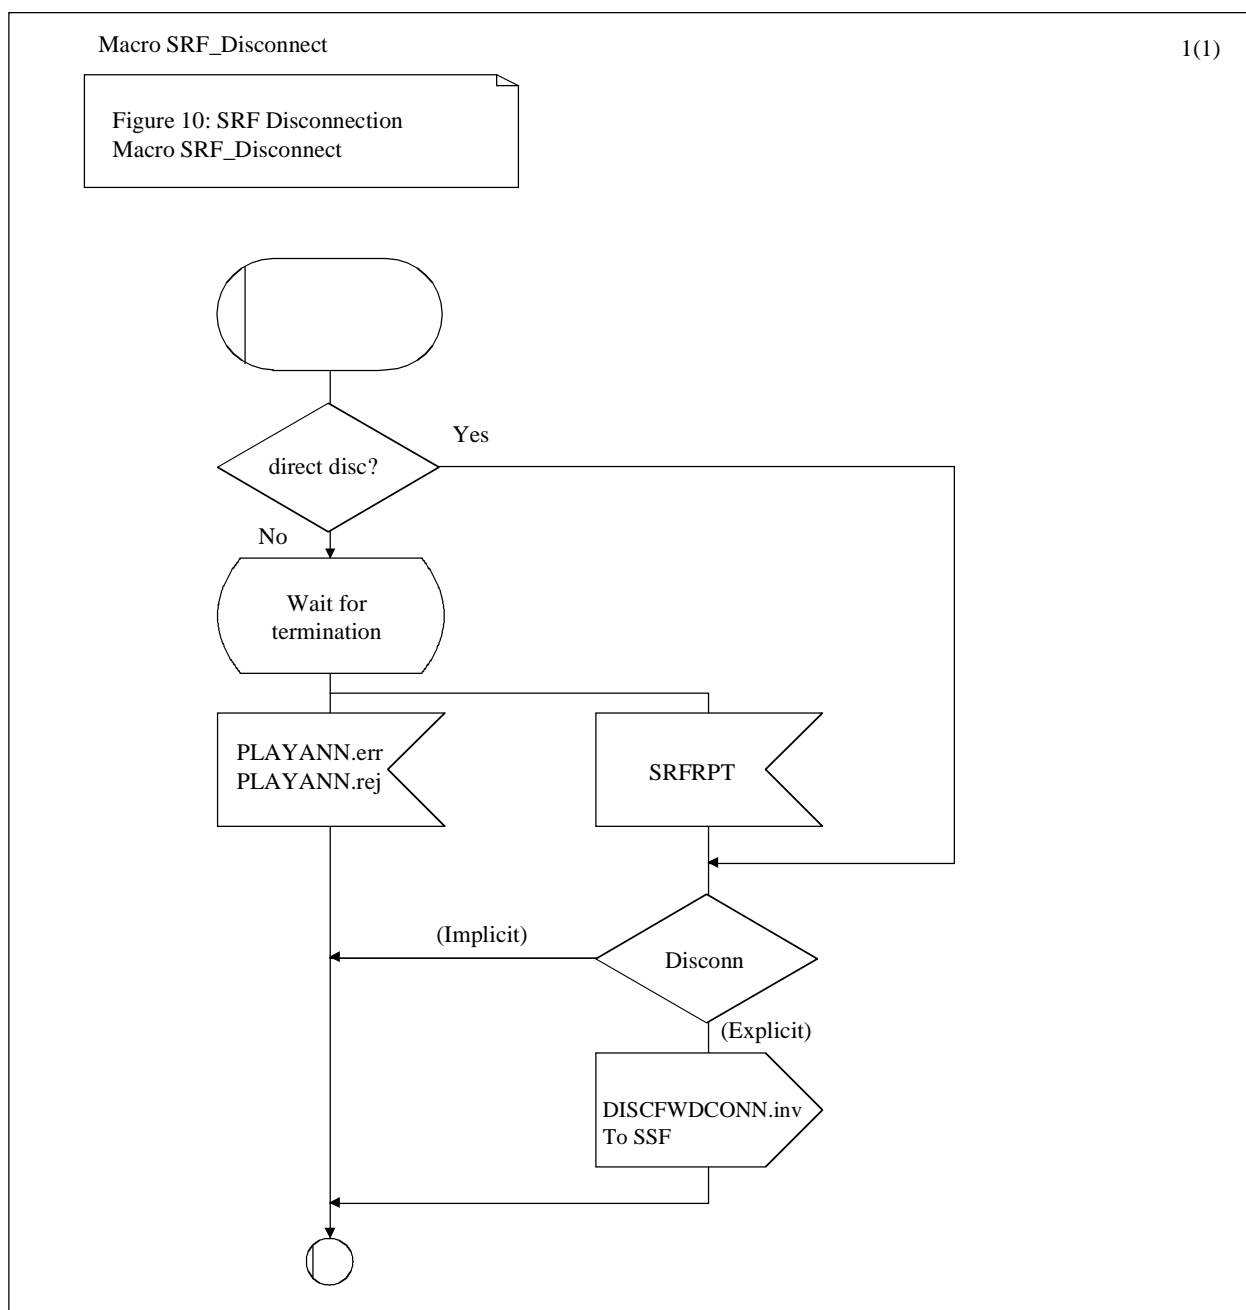 Macro SRF_Disconnect
1(1)
Figure 10: SRF Disconnection
Macro SRF_Disconnect
Yes
direct disc?
No
Wait for
termination
PLAYANN.err
PLAYANN.rej
SRFRPT
(Implicit)
Disconn
(Explicit)
DISCFWDCONN.inv
To SSF